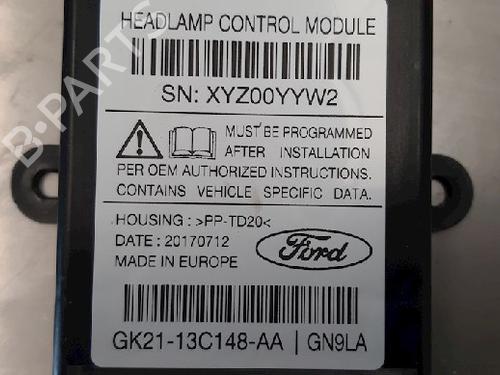 HEADLAMP CONTROL MODULE
SN: XYZ00YYW2
MUST BE PROGRAMMED
AFTER INSTALLATION
PER OEM AUTHORIZED INSTRUCTIONS.
CONTAINS VEHICLE SPECIFIC DATA.
HOUSING : >PP-TD20<
DATE : 20170712
MADE IN EUROPE
Ford
GK21-13C148-AA | GN9LA
B-PARTS